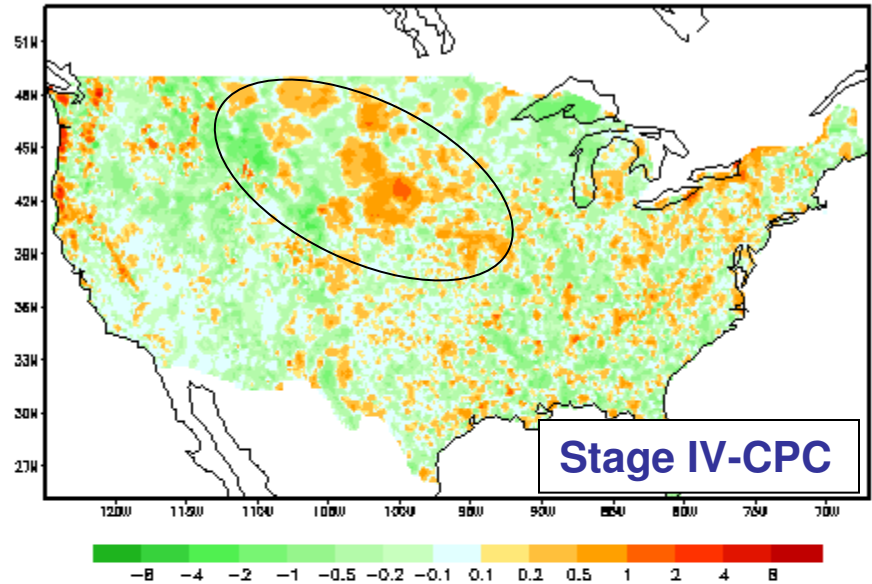 51N
48N
45N
42N
39N
36N
33N
30N
27N
Stage IV-CPC
120W 115W 110W 105W 100W 95W 90W 85W 80W 75W 70W
−8 −4 −2 −1 −0.5 −0.2 −0.1 0.1 0.2 0.5 1 2 4 8